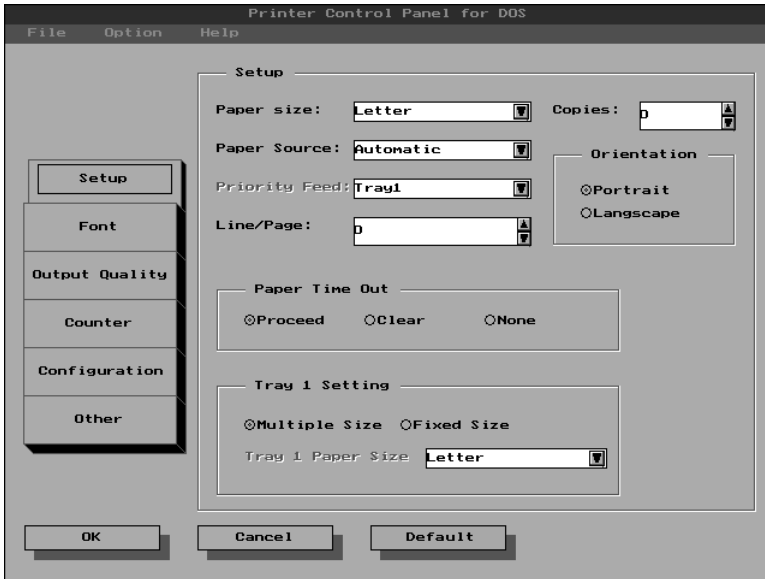 Printer Control Panel for DOS
File Option Help
Setup
Paper size: Letter Copies: 0
Paper Source: Automatic Orientation
Setup Priority Feed: Tray1 ⊙Portrait
Font Line/Page: 0 ○Langscape
Output Quality Paper Time Out
Counter ⊙Proceed ○Clear ○None
Configuration Tray 1 Setting
Other ⊙Multiple Size ○Fixed Size
Tray 1 Paper Size Letter
OK Cancel Default